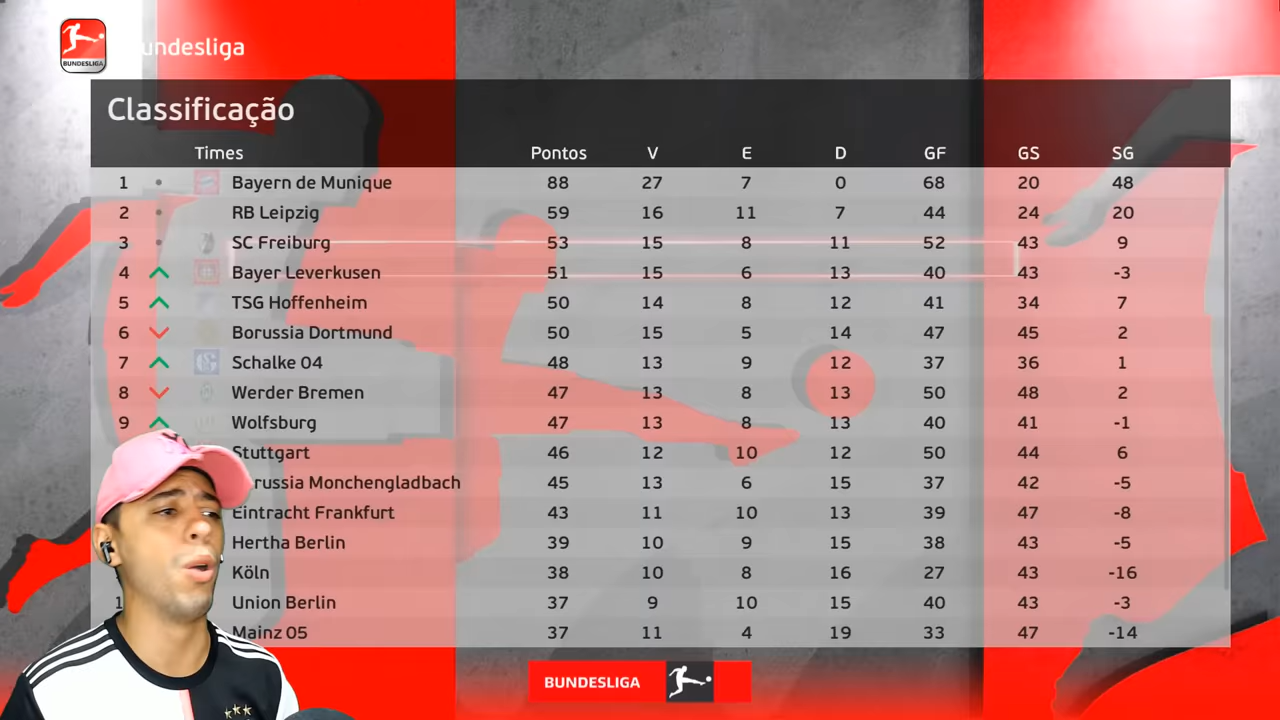 BUNDESLIGA
undesliga
Classificação
Times Pontos V E D GF GS SG
1 Bayern de Munique 88 27 7 0 68 20 48
2 RB Leipzig 59 16 11 7 44 24 20
3 SC Freiburg 53 15 8 11 52 43 9
4 Bayer Leverkusen 51 15 6 13 40 43 -3
5 TSG Hoffenheim 50 14 8 12 41 34 7
6 Borussia Dortmund 50 15 5 14 47 45 2
7 Schalke 04 48 13 9 12 37 36 1
8 Werder Bremen 47 13 8 13 50 48 2
9 Wolfsburg 47 13 8 13 40 41 -1
Stuttgart 46 12 10 12 50 44 6
russia Monchengladbach 45 13 6 15 37 42 -5
Eintracht Frankfurt 43 11 10 13 39 47 -8
Hertha Berlin 39 10 9 15 38 43 -5
Köln 38 10 8 16 27 43 -16
1 Union Berlin 37 9 10 15 40 43 -3
Mainz 05 37 11 4 19 33 47 -14
BUNDESLIGA